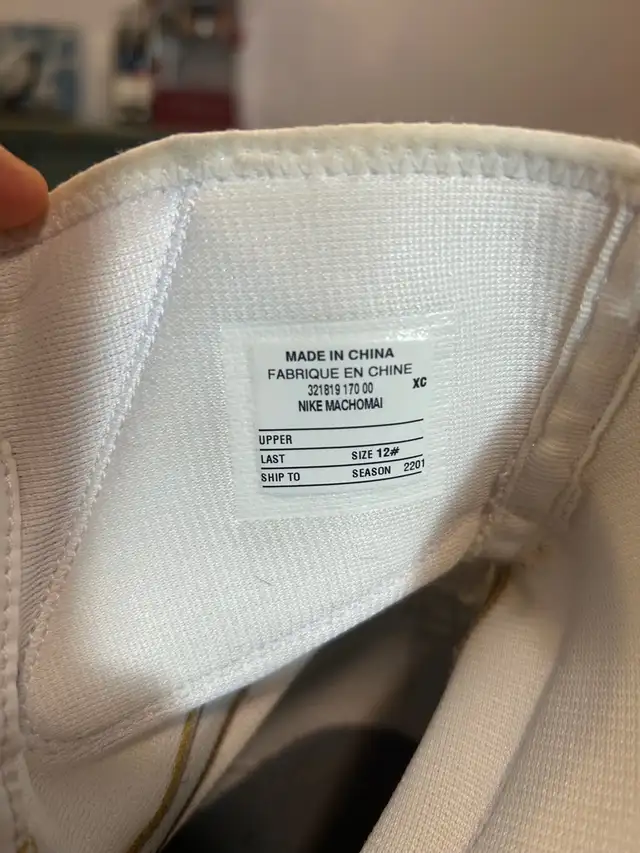 MADE IN CHINA
FABRIQUE EN CHINE
321819 170 00 XC
NIKE MACHOMAI
UPPER
LAST SIZE 12#
SHIP TO SEASON 2201